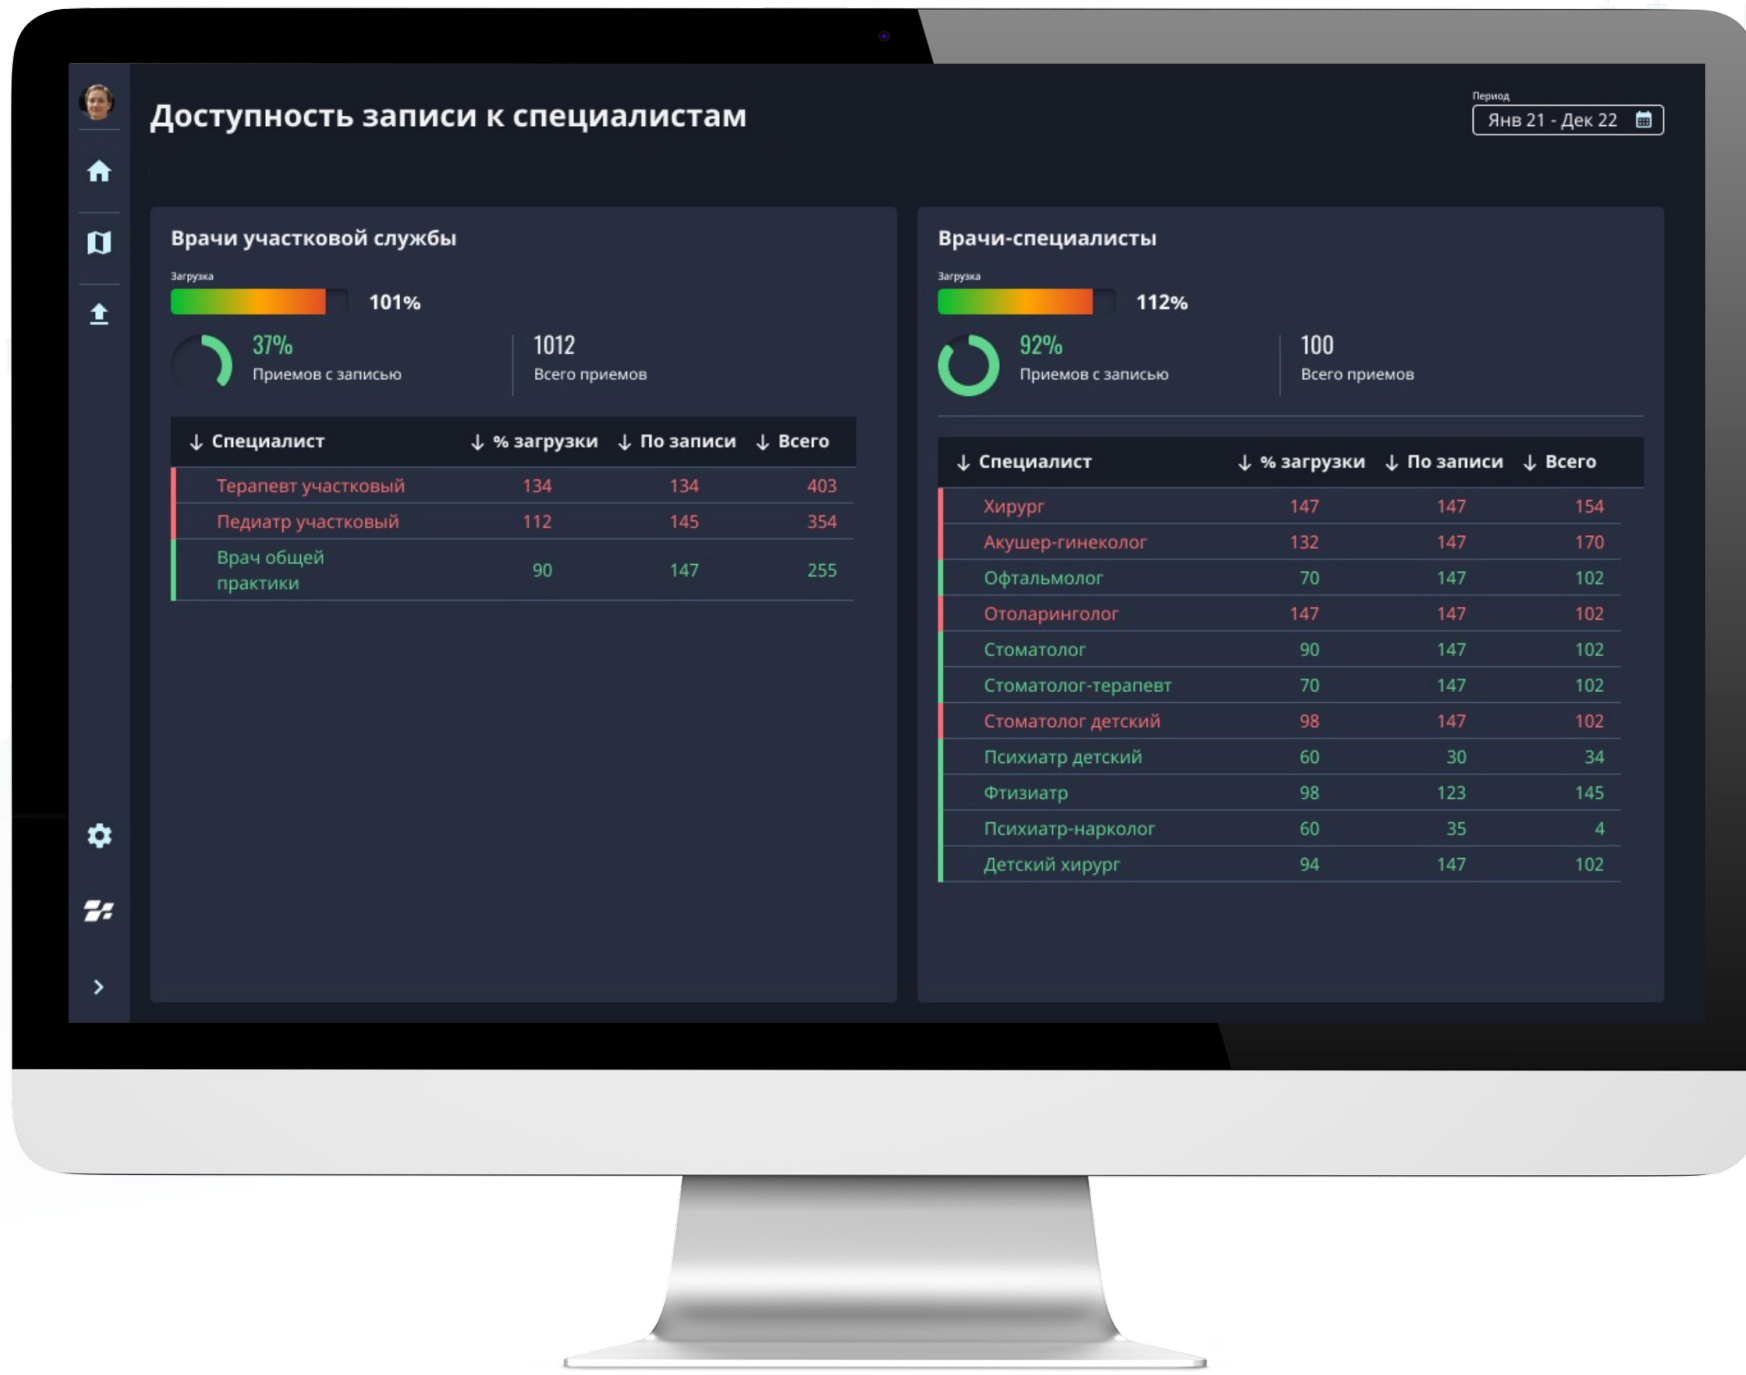 Доступность записи к специалистам
Период
Янв 21 - Дек 22
Врачи участковой службы
Загрузка
101%
37%
Приемов с записью
1012
Всего приемов
Специалист % загрузки По записи Всего
Терапевт участковый 134 134 403
Педиатр участковый 112 145 354
Врач общей
практики 90 147 255
Врачи-специалисты
Загрузка
112%
92%
Приемов с записью
100
Всего приемов
Специалист % загрузки По записи Всего
Хирург 147 147 154
Акушер-гинеколог 132 147 170
Офтальмолог 70 147 102
Отоларинголог 147 147 102
Стоматолог 90 147 102
Стоматолог-терапевт 70 147 102
Стоматолог детский 98 147 102
Психиатр детский 60 30 34
Фтизиатр 98 123 145
Психиатр-нарколог 60 35 4
Детский хирург 94 147 102